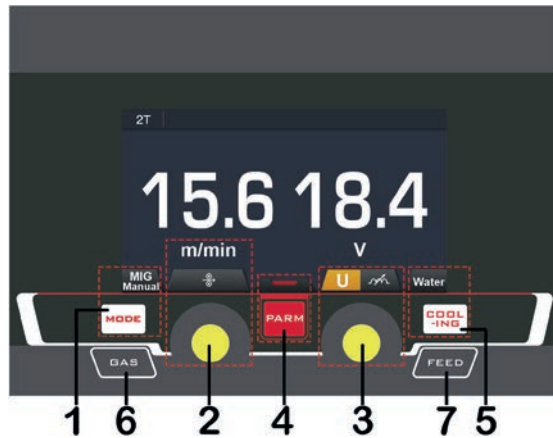 2T
15.6 18.4
m/min V
MIG
Manual
U
Water
MODE
PARM
COOL
-ING
GAS
FEED
1 6 2 4 3 7 5